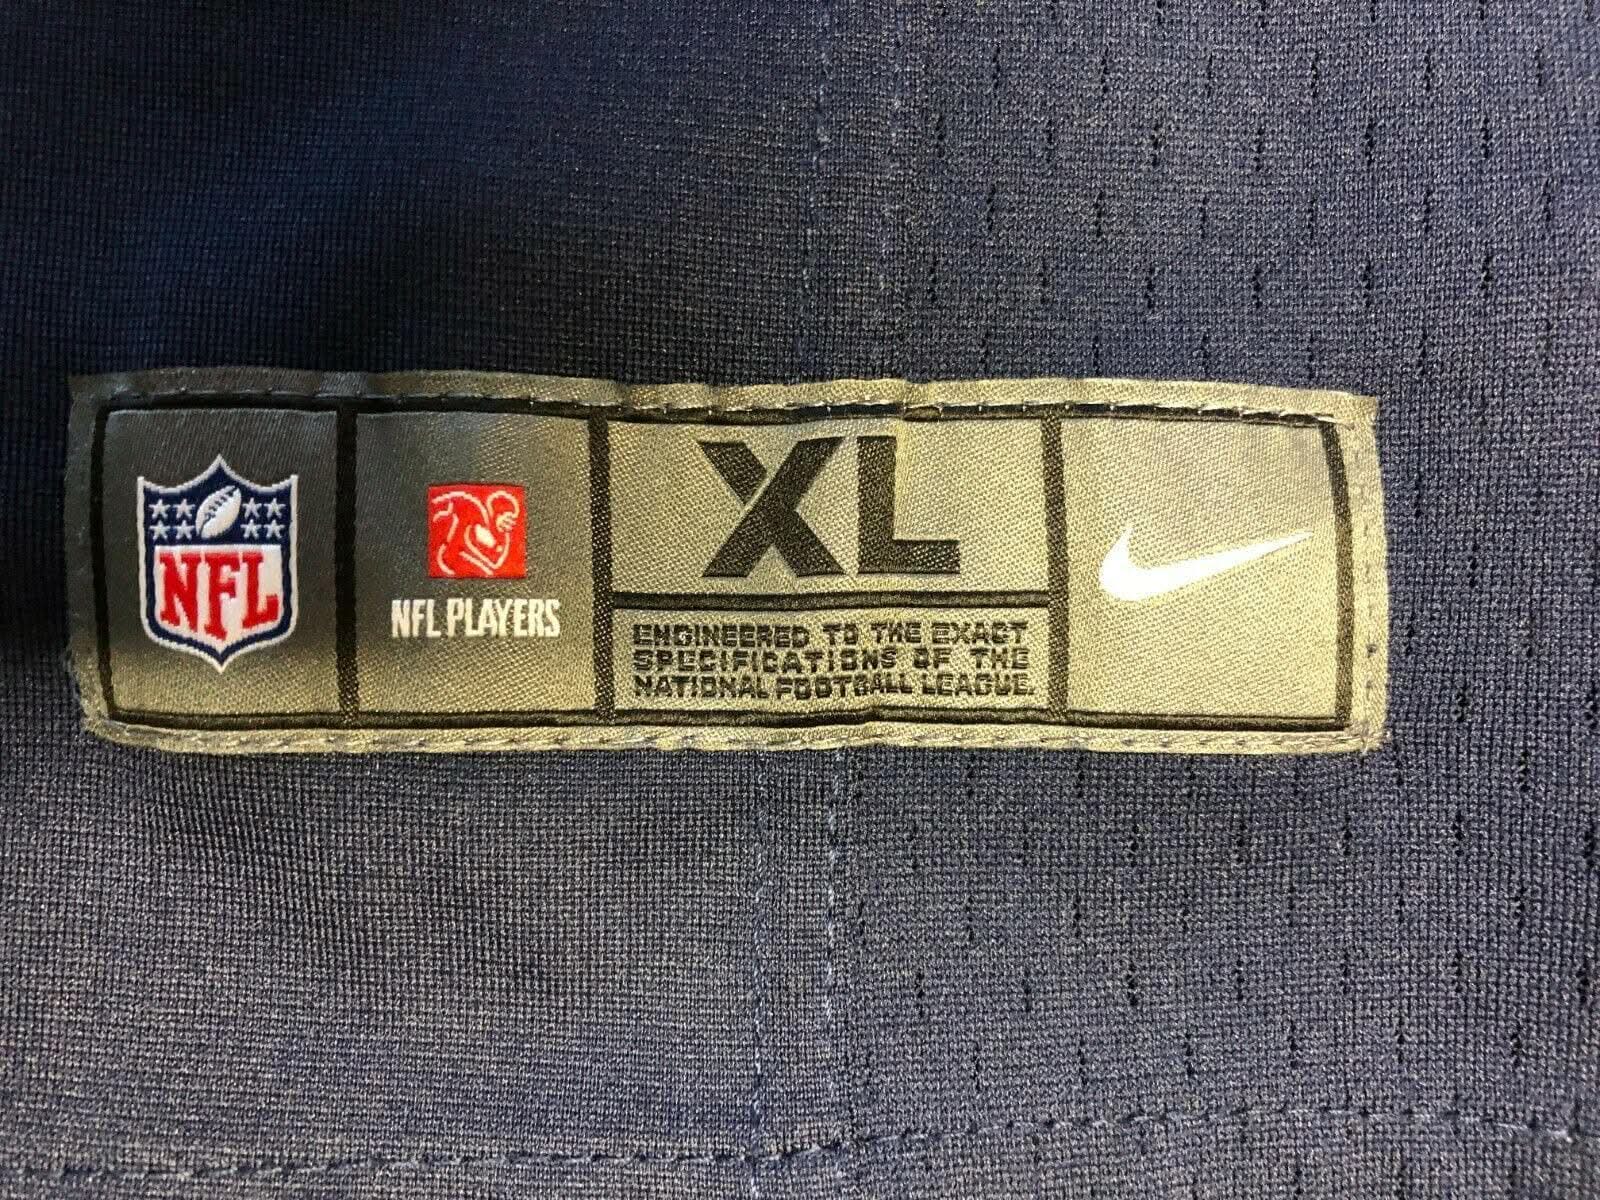 NFL
NFL PLAYERS
XL
ENGINEERED TO THE EXACT
SPECIFICATIONS OF THE
NATIONAL FOOTBALL LEAGUE.